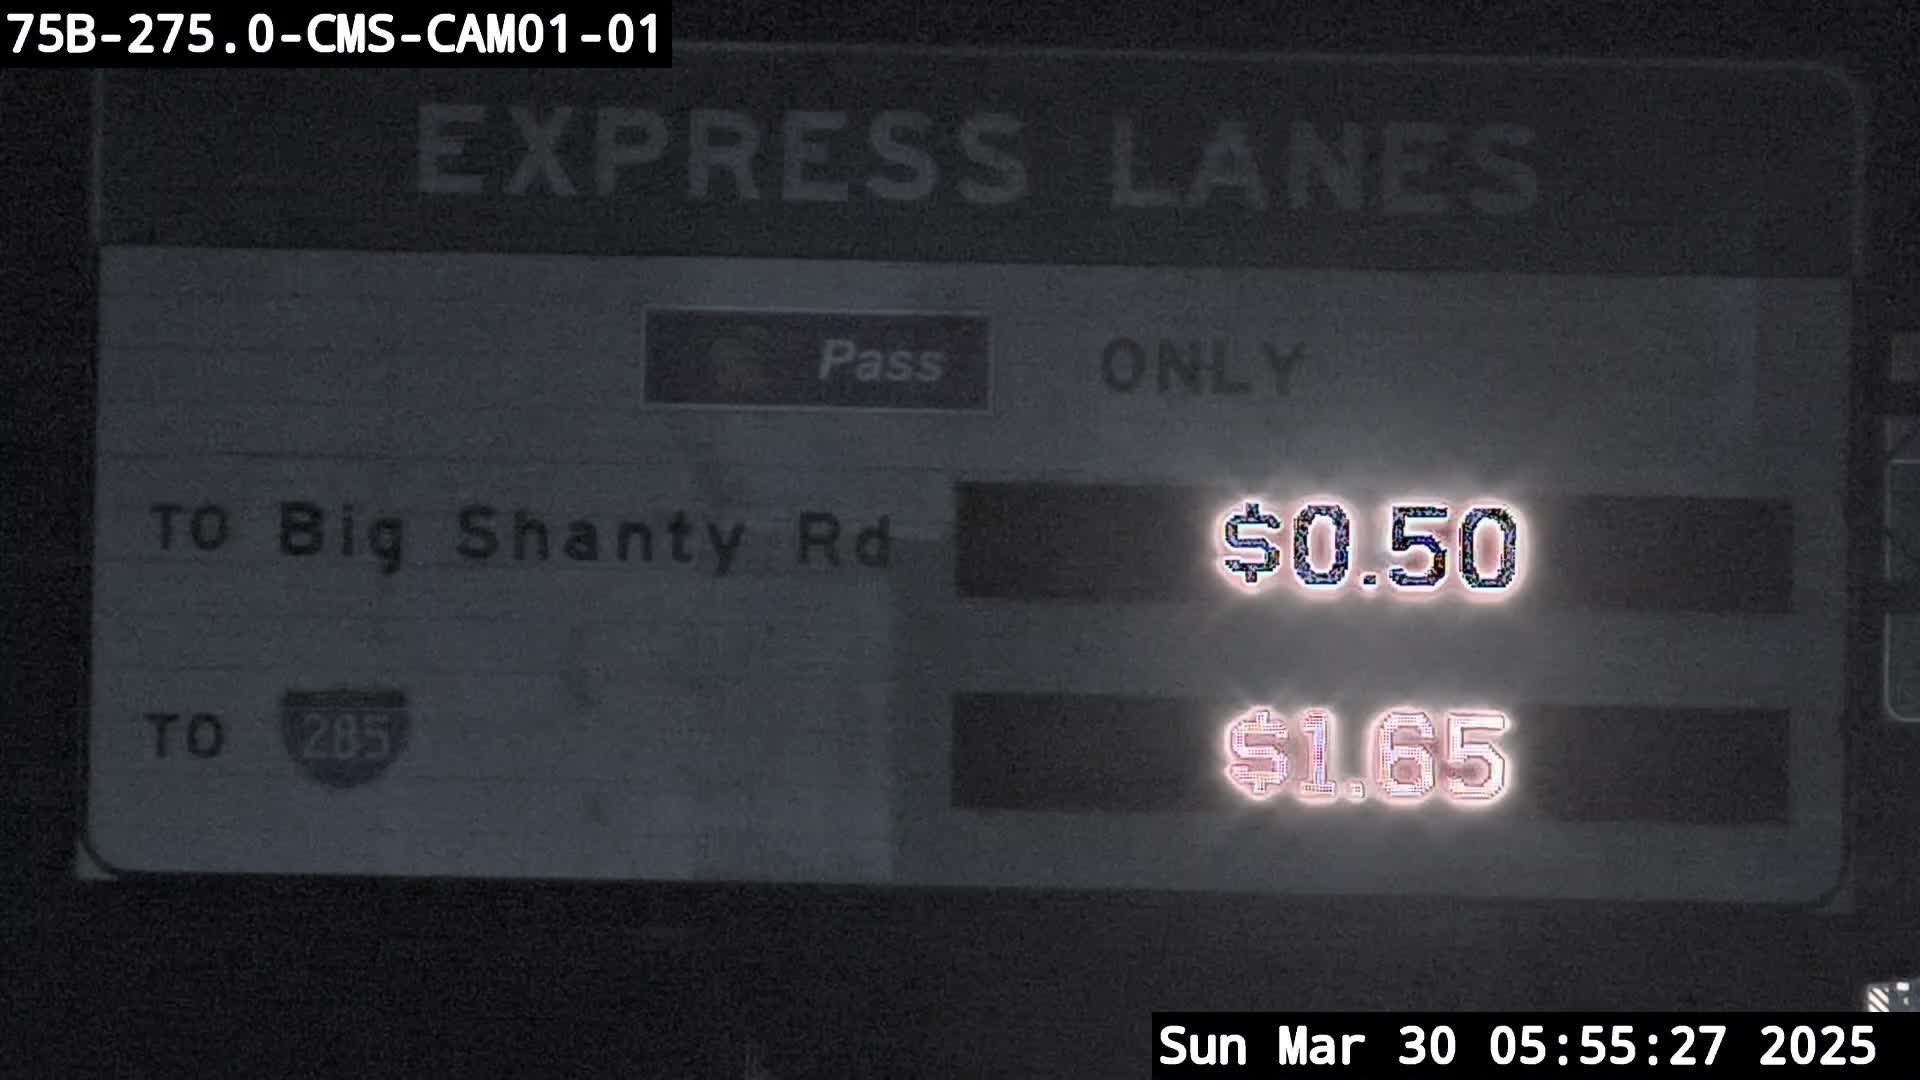 75B-275.0-CMS-CAM01-01
EXPRESS LANES
Pass ONLY
TO Big Shanty Rd $0.50
TO 285 $1.65
Sun Mar 30 05:55:27 2025